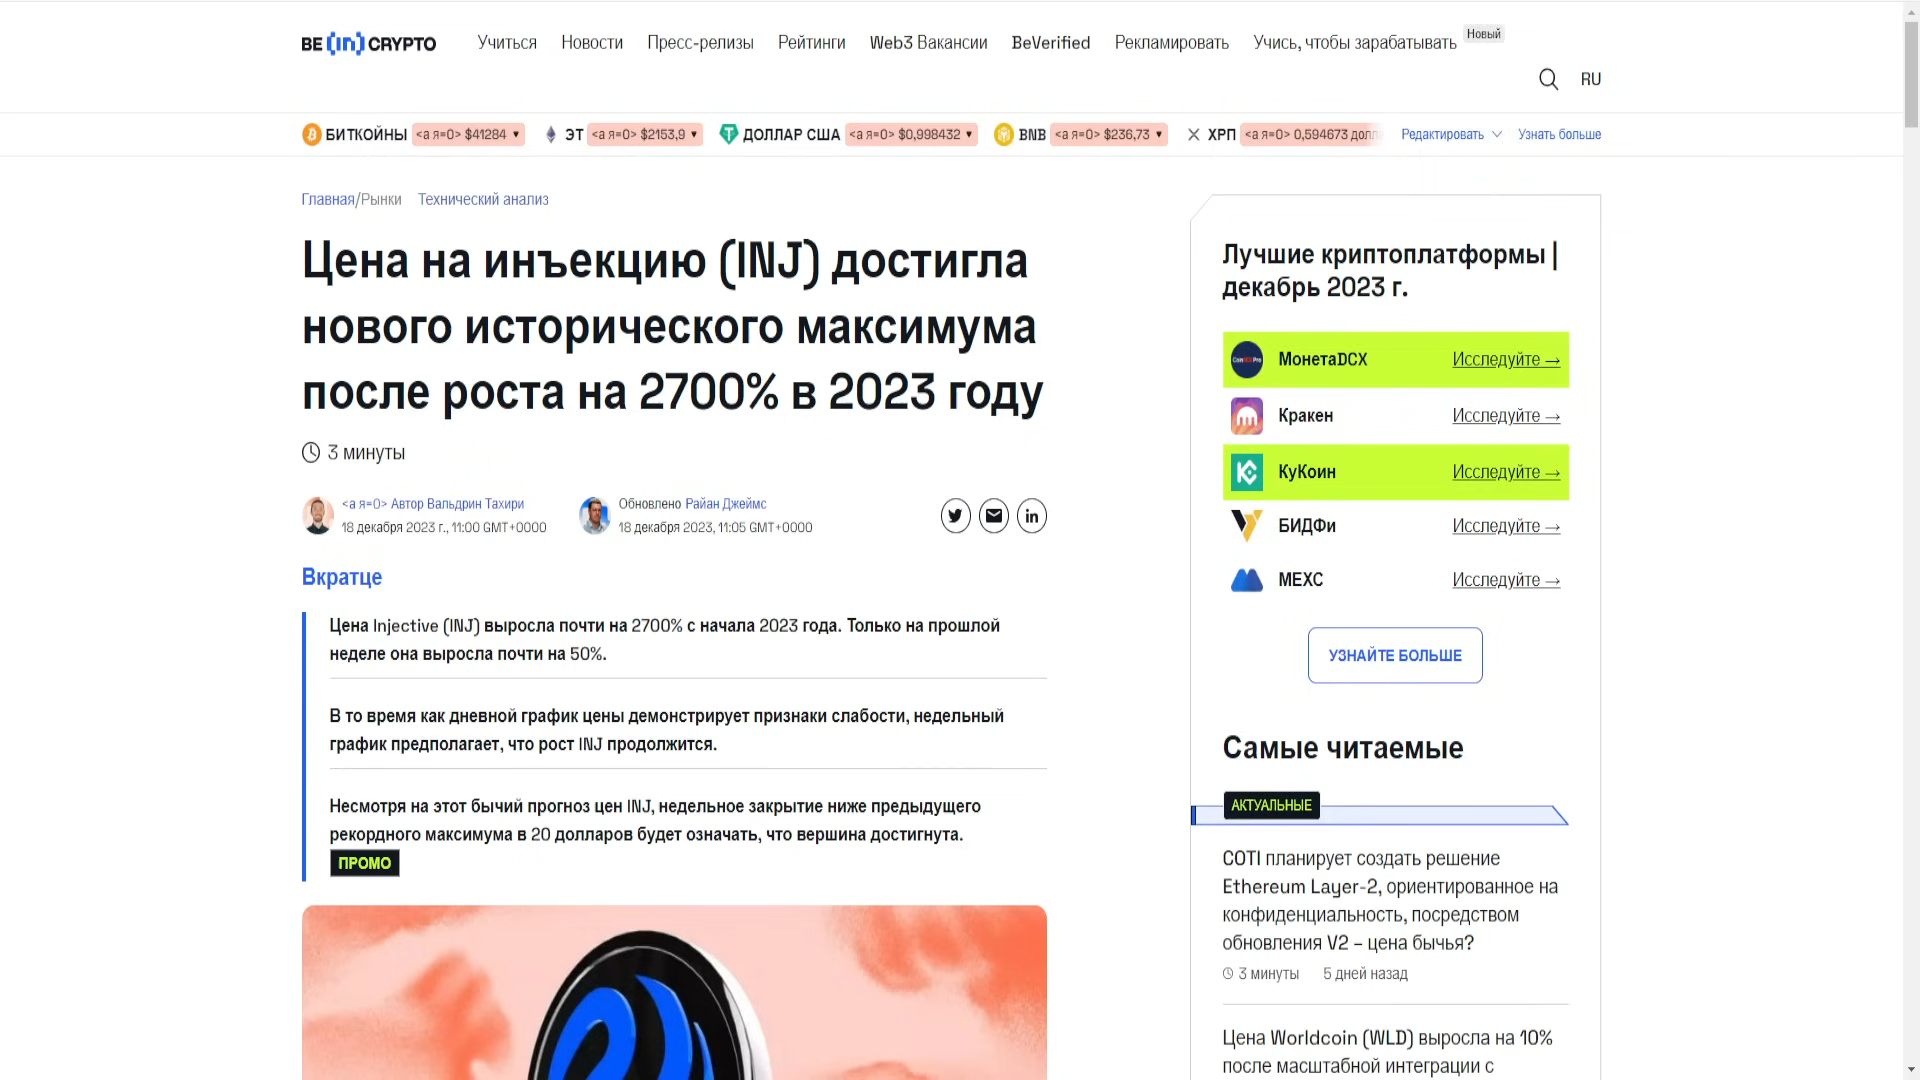 BE [in] CRYPTO
Учиться Новости Пресс-релизы Рейтинги Web3 Вакансии BeVerified Рекламировать Учись, чтобы зарабатывать Новый
RU
БИТКОЙНЫ <а я=0> $41284 ▼ ЭТ <а я=0> $2153,9 ▼ ДОЛЛАР США <а я=0> $0,998432 ▼ BNB <а я=0> $236,73 ▼ ХРП <а я=0> 0,594673 долл Редактировать Узнать больше
Главная/Рынки Технический анализ
Цена на инъекцию (INJ) достигла
нового исторического максимума
после роста на 2700% в 2023 году
3 минуты
<а я=0> Автор Вальдрин Тахири
18 декабря 2023 г., 11:00 GMT+0000
Обновлено Райан Джеймс
18 декабря 2023, 11:05 GMT+0000
Вкратце
Цена Injective (INJ) выросла почти на 2700% с начала 2023 года. Только на прошлой
неделе она выросла почти на 50%.
В то время как дневной график цены демонстрирует признаки слабости, недельный
график предполагает, что рост INJ продолжится.
Несмотря на этот бычий прогноз цен INJ, недельное закрытие ниже предыдущего
рекордного максимума в 20 долларов будет означать, что вершина достигнута.
ПРОМО
Лучшие криптоплатформы |
декабрь 2023 г.
МонетаDCX Исследуйте →
Кракен Исследуйте →
КуКоин Исследуйте →
БИДФи Исследуйте →
МЕХС Исследуйте →
УЗНАЙТЕ БОЛЬШЕ
Самые читаемые
АКТУАЛЬНЫЕ
COTI планирует создать решение
Ethereum Layer-2, ориентированное на
конфиденциальность, посредством
обновления V2 – цена бычья?
3 минуты 5 дней назад
Цена Worldcoin (WLD) выросла на 10%
после масштабной интеграции с